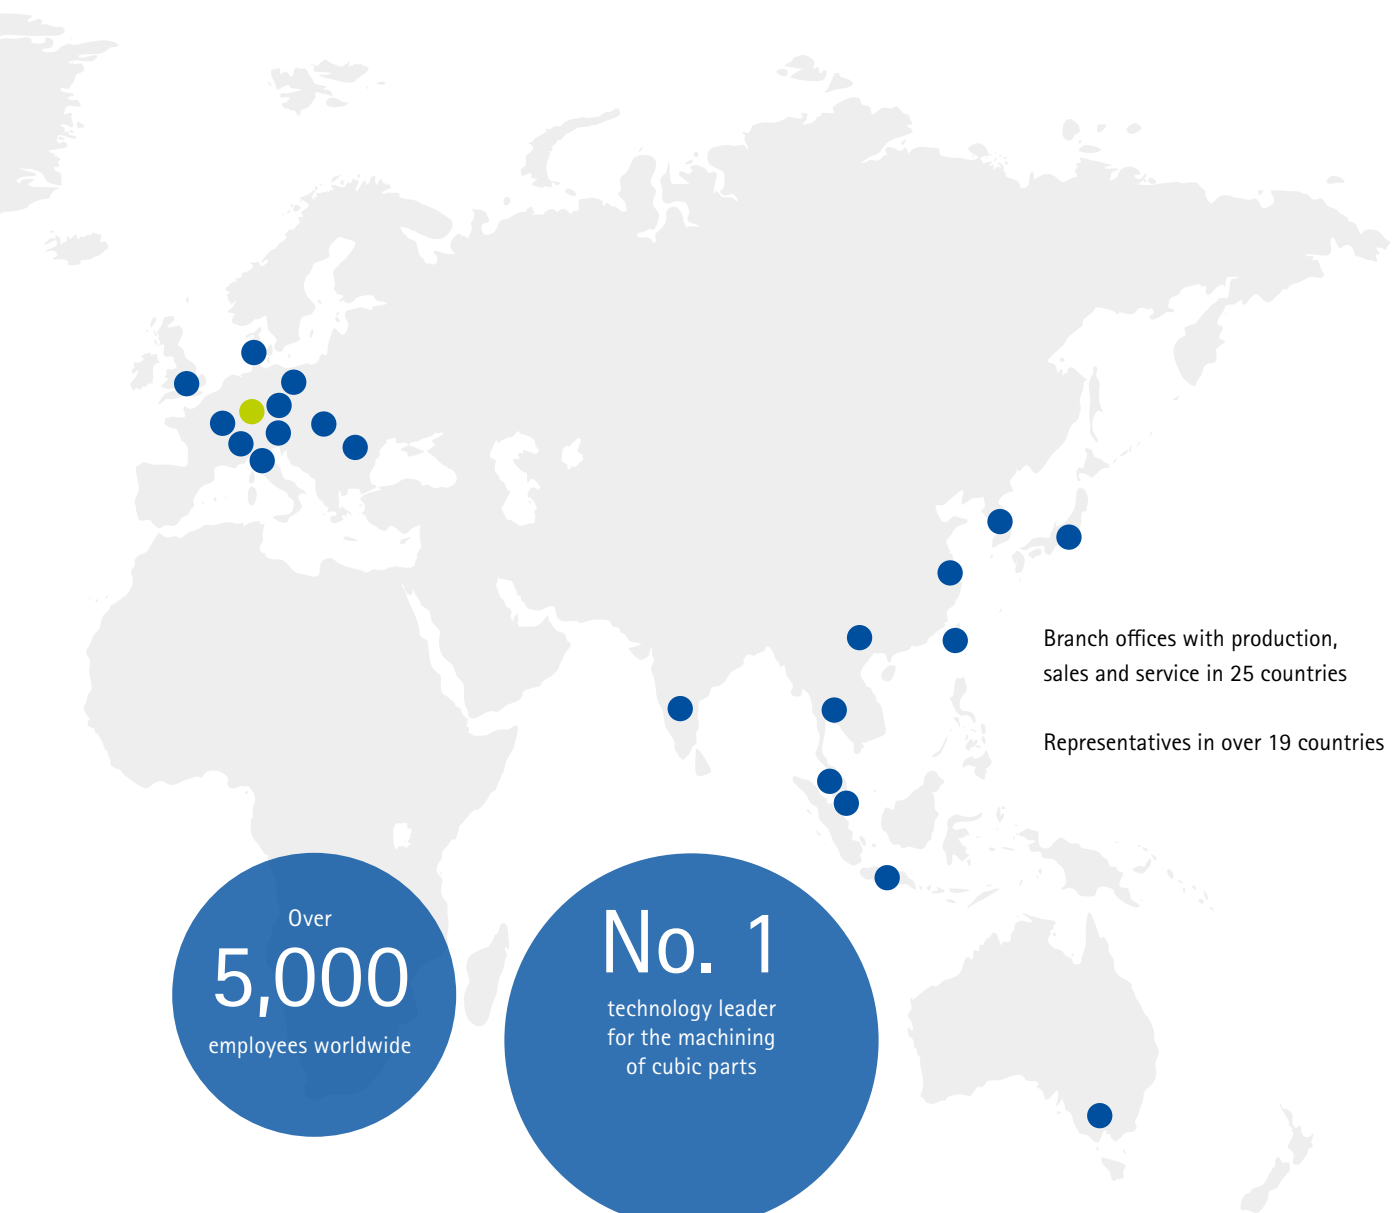 Branch offices with production,
sales and service in 25 countries
Representatives in over 19 countries
Over
5,000
employees worldwide
No. 1
technology leader
for the machining
of cubic parts